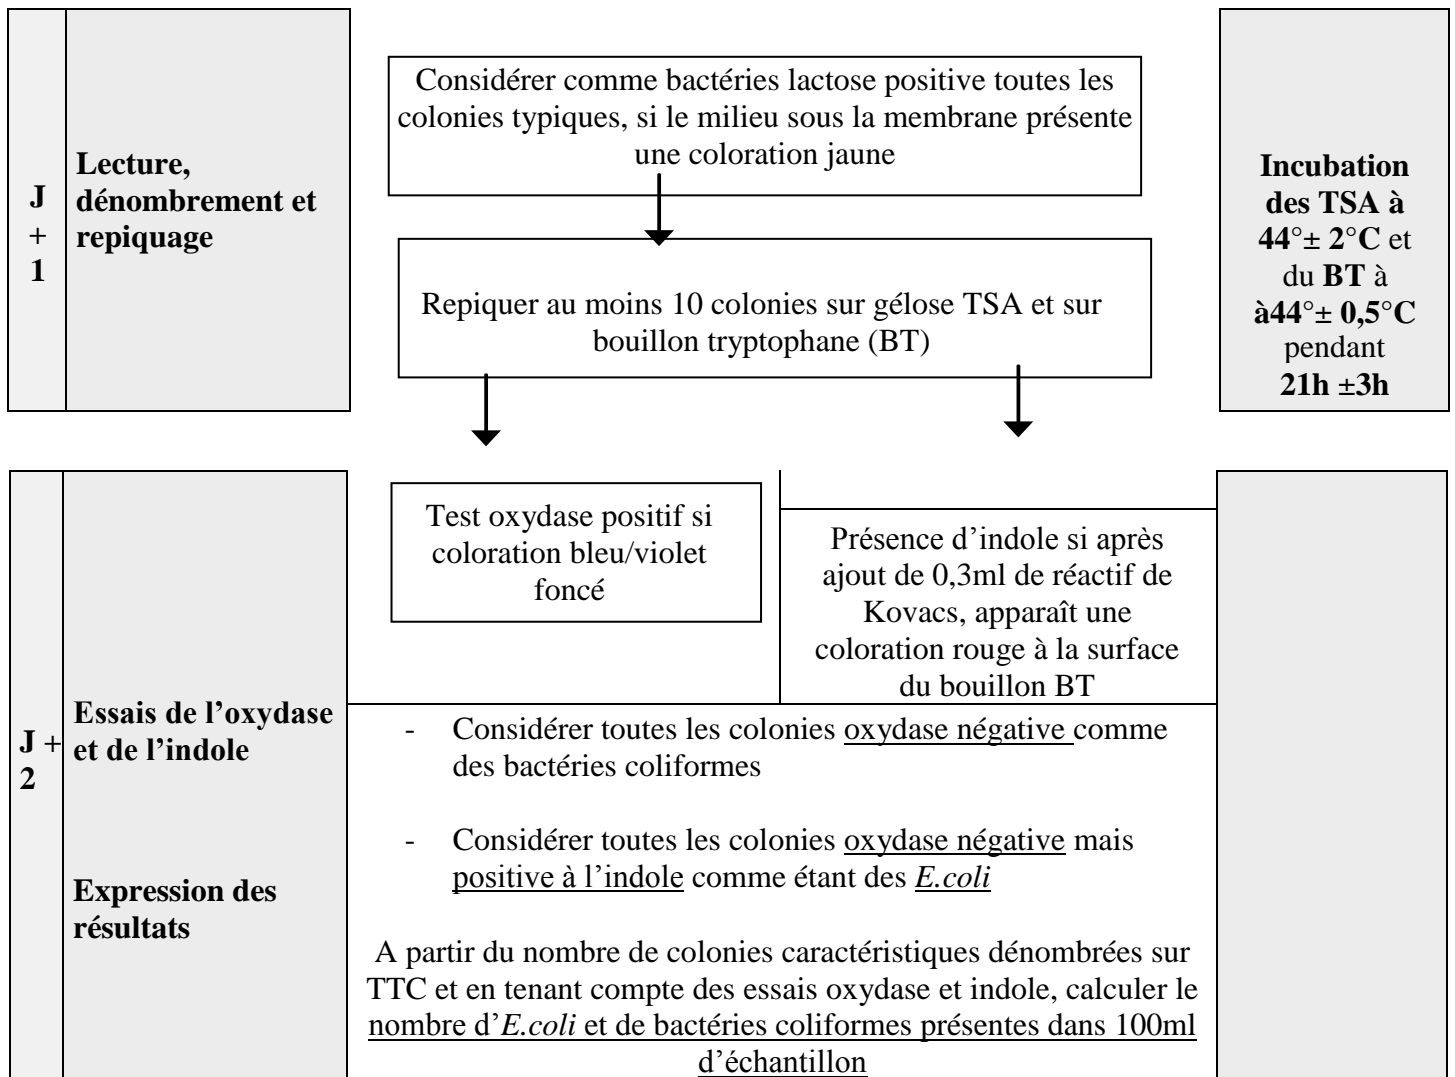 J
+
1
Lecture,
dénombrement et
repiquage
Considérer comme bactéries lactose positive toutes les
colonies typiques, si le milieu sous la membrane présente
une coloration jaune
Repiquer au moins 10 colonies sur gélose TSA et sur
bouillon tryptophane (BT)
Incubation
des TSA à
44°± 2°C et
du BT à
à44°± 0,5°C
pendant
21h ±3h
J +
2
Essais de l’oxydase
et de l’indole
Expression des
résultats
Test oxydase positif si
coloration bleu/violet
foncé
Présence d’indole si après
ajout de 0,3ml de réactif de
Kovacs, apparaît une
coloration rouge à la surface
du bouillon BT
- Considérer toutes les colonies oxydase négative comme
des bactéries coliformes
- Considérer toutes les colonies oxydase négative mais
positive à l’indole comme étant des E.coli
A partir du nombre de colonies caractéristiques dénombrées sur
TTC et en tenant compte des essais oxydase et indole, calculer le
nombre d’E.coli et de bactéries coliformes présentes dans 100ml
d’échantillon